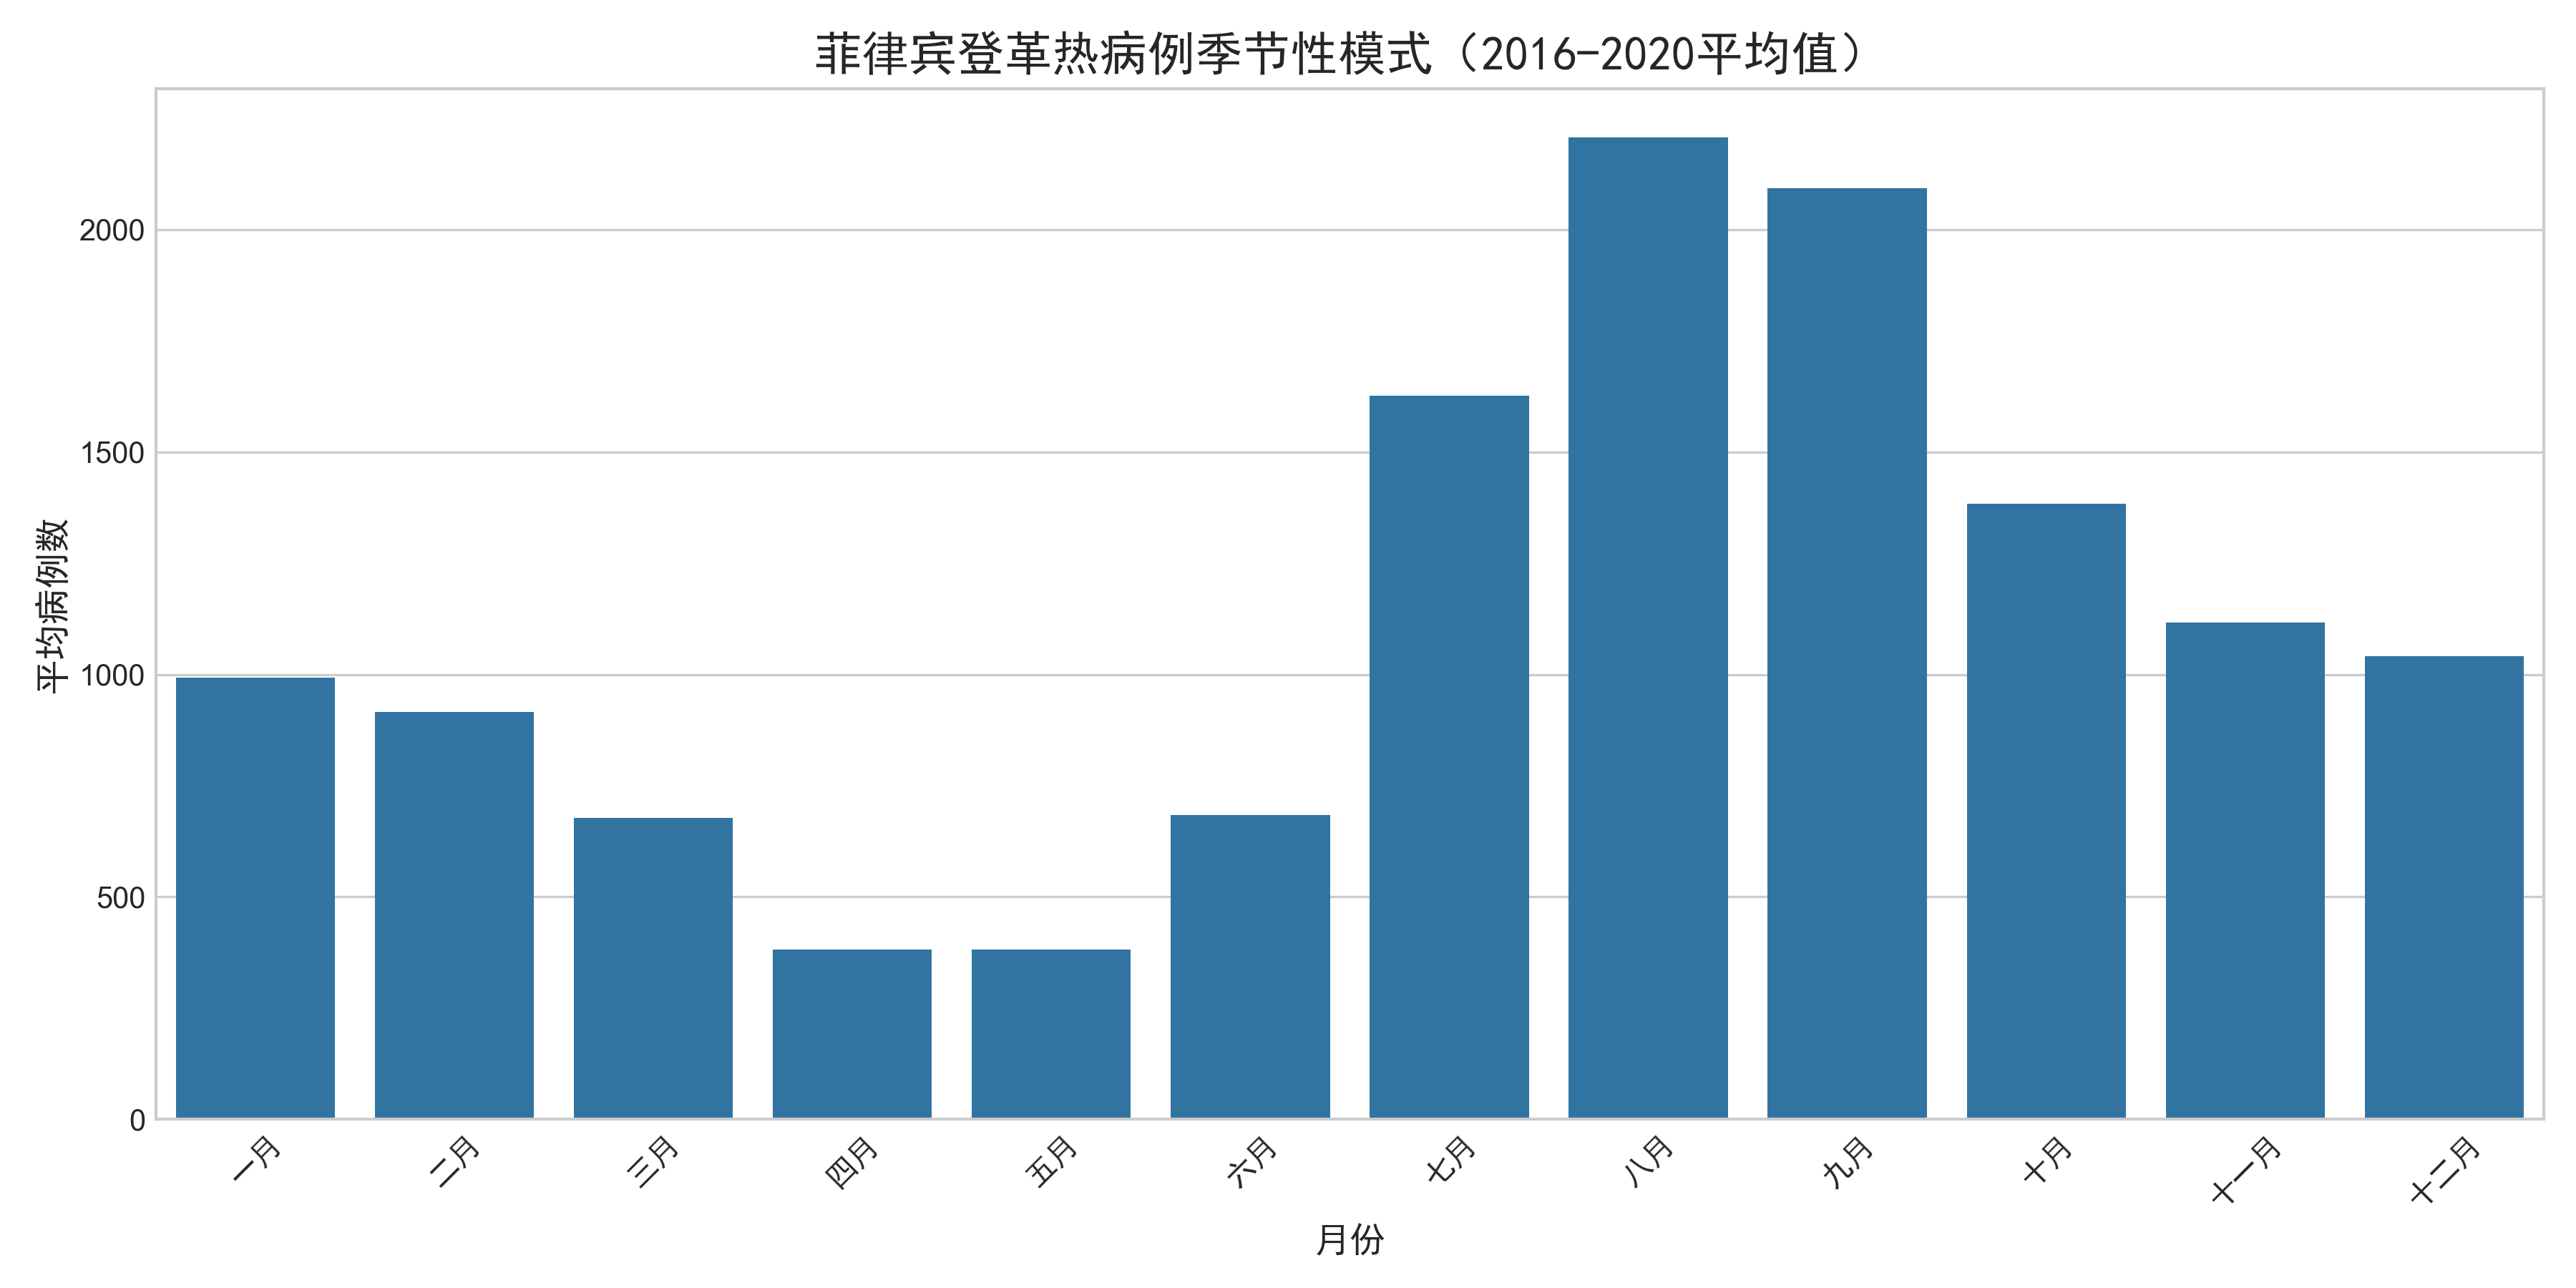 菲律宾登革热病例季节性模式（2016-2020平均值）
平均病例数
2000
1500
1000
500
0
一月
二月
三月
四月
五月
六月
七月
八月
九月
十月
十一月
十二月
月份